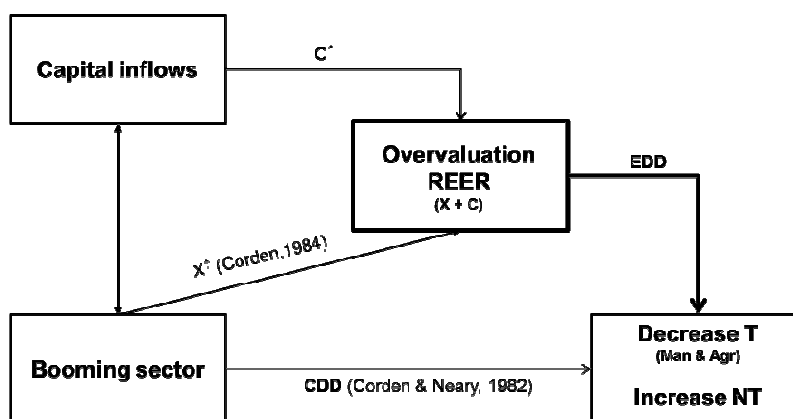 Capital inflows
C*
Overvaluation
REER
(X + C)
EDD
X* (Corden,1984)
Booming sector
CDD (Corden & Neary, 1982)
Decrease T
(Man & Agr)
Increase NT